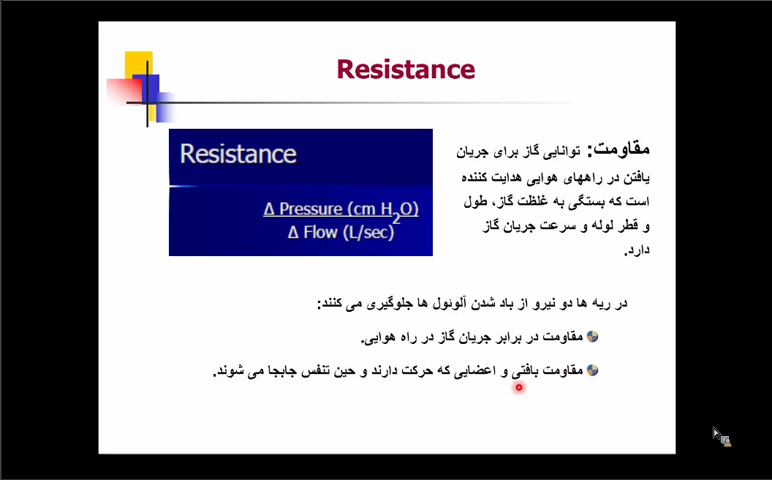 Resistance
Resistance
Δ Pressure (cm H2O)
Δ Flow (L/sec)
مقاومت: توانایی گاز برای جریان
یافتن در راههای هوایی هدایت کننده
است که بستگی به غلظت گاز، طول
و قطر لوله و سرعت جریان گاز
دارد.
در ریه ها دو نیرو از باد شدن آلوئول ها جلوگیری می کنند:
مقاومت در برابر جریان گاز در راه هوایی.
مقاومت بافتی و اعضایی که حرکت دارند و حین تنفس جابجا می شوند.